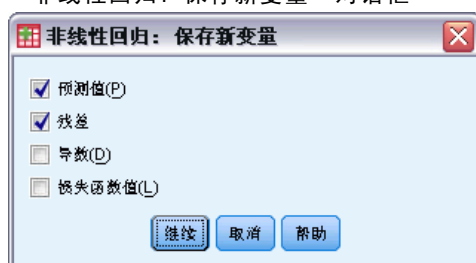 非线性回归：保存新变量
预测值(P)
残差
导数(D)
损失函数值(L)
继续 取消 帮助